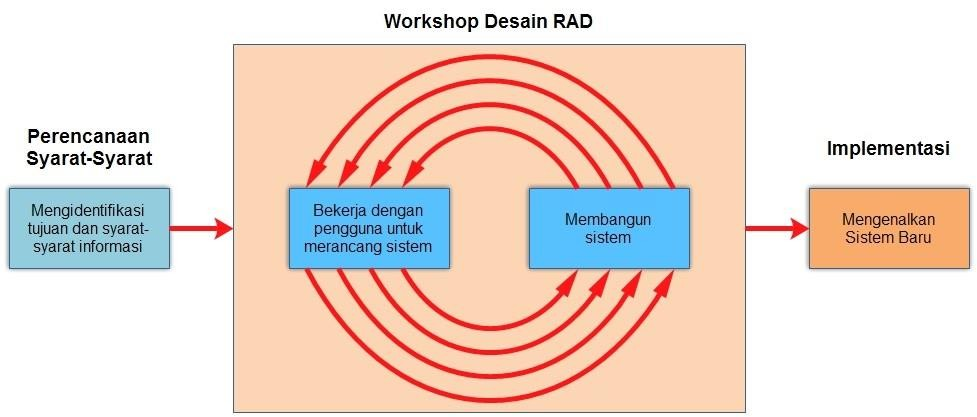 Workshop Desain RAD
Perencanaan
Syarat-Syarat
Mengidentifikasi
tujuan dan syarat-
syarat informasi
Bekerja dengan
pengguna untuk
merancang sistem
Membangun
sistem
Implementasi
Mengenalkan
Sistem Baru